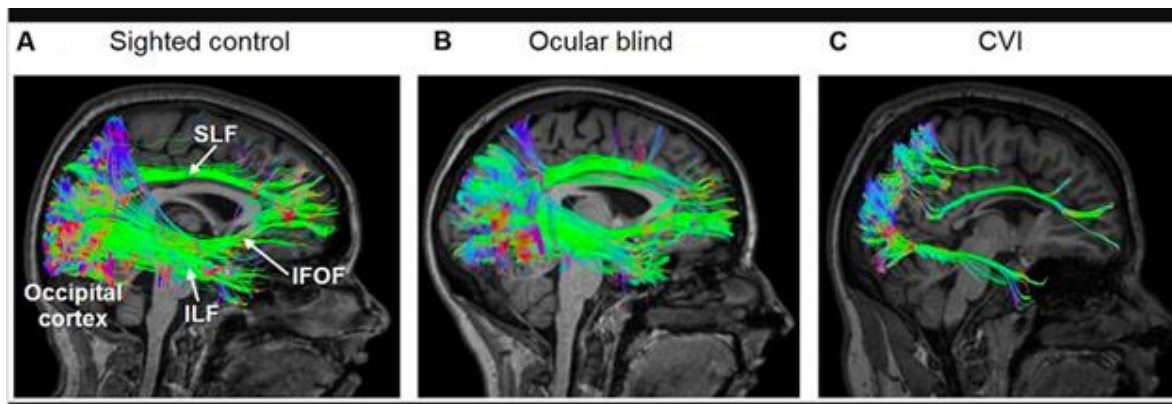 A Sighted control
B Ocular blind
C CVI
SLF
IFOF
ILF
Occipital
cortex